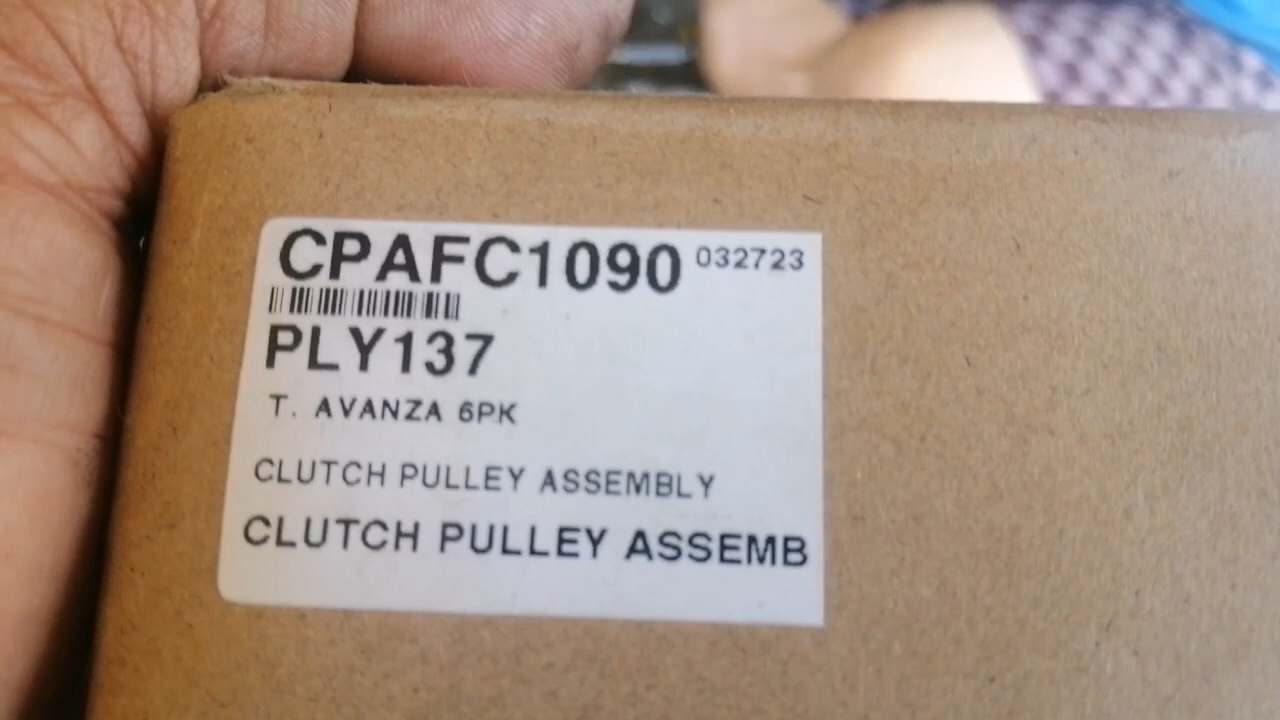 CPAFC1090 032723
PLY137
T. AVANZA 6PK
CLUTCH PULLEY ASSEMBLY
CLUTCH PULLEY ASSEMB